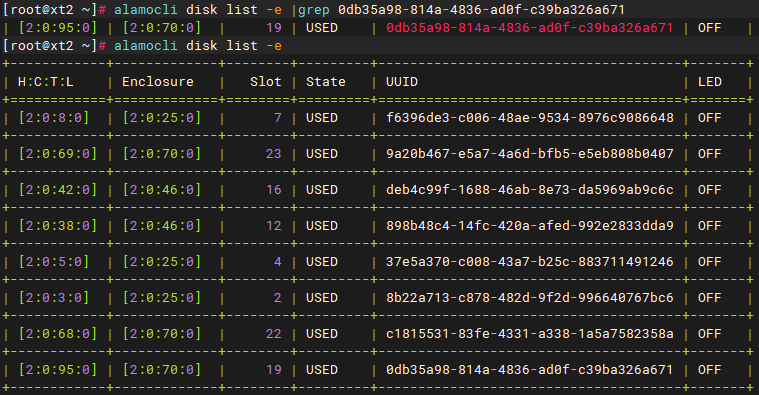 [root@xt2 ~]# alamocli disk list -e |grep 0db35a98-814a-4836-ad0f-c39ba326a671
| [2:0:95:0] | [2:0:70:0]  |     19 | USED    | 0db35a98-814a-4836-ad0f-c39ba326a671 | OFF   |
[root@xt2 ~]# alamocli disk list -e
+------------+-------------+--------+---------+--------------------------------------+-------+
| H:C:T:L    | Enclosure   |   Slot | State   | UUID                                 | LED   |
+============+=============+========+=========+======================================+=======+
| [2:0:8:0]  | [2:0:25:0]  |      7 | USED    | f6396de3-c006-48ae-9534-8976c9086648 | OFF   |
+------------+-------------+--------+---------+--------------------------------------+-------+
| [2:0:69:0] | [2:0:70:0]  |     23 | USED    | 9a20b467-e5a7-4a6d-bfb5-e5eb808b0407 | OFF   |
+------------+-------------+--------+---------+--------------------------------------+-------+
| [2:0:42:0] | [2:0:46:0]  |     16 | USED    | deb4c99f-1688-46ab-8e73-da5969ab9c6c | OFF   |
+------------+-------------+--------+---------+--------------------------------------+-------+
| [2:0:38:0] | [2:0:46:0]  |     12 | USED    | 898b48c4-14fc-420a-afed-992e2833dda9 | OFF   |
+------------+-------------+--------+---------+--------------------------------------+-------+
| [2:0:5:0]  | [2:0:25:0]  |      4 | USED    | 37e5a370-c008-43a7-b25c-883711491246 | OFF   |
+------------+-------------+--------+---------+--------------------------------------+-------+
| [2:0:3:0]  | [2:0:25:0]  |      2 | USED    | 8b22a713-c878-482d-9f2d-996640767bc6 | OFF   |
+------------+-------------+--------+---------+--------------------------------------+-------+
| [2:0:68:0] | [2:0:70:0]  |     22 | USED    | c1815531-83fe-4331-a338-1a5a7582358a | OFF   |
+------------+-------------+--------+---------+--------------------------------------+-------+
| [2:0:95:0] | [2:0:70:0]  |     19 | USED    | 0db35a98-814a-4836-ad0f-c39ba326a671 | OFF   |
+------------+-------------+--------+---------+--------------------------------------+-------+